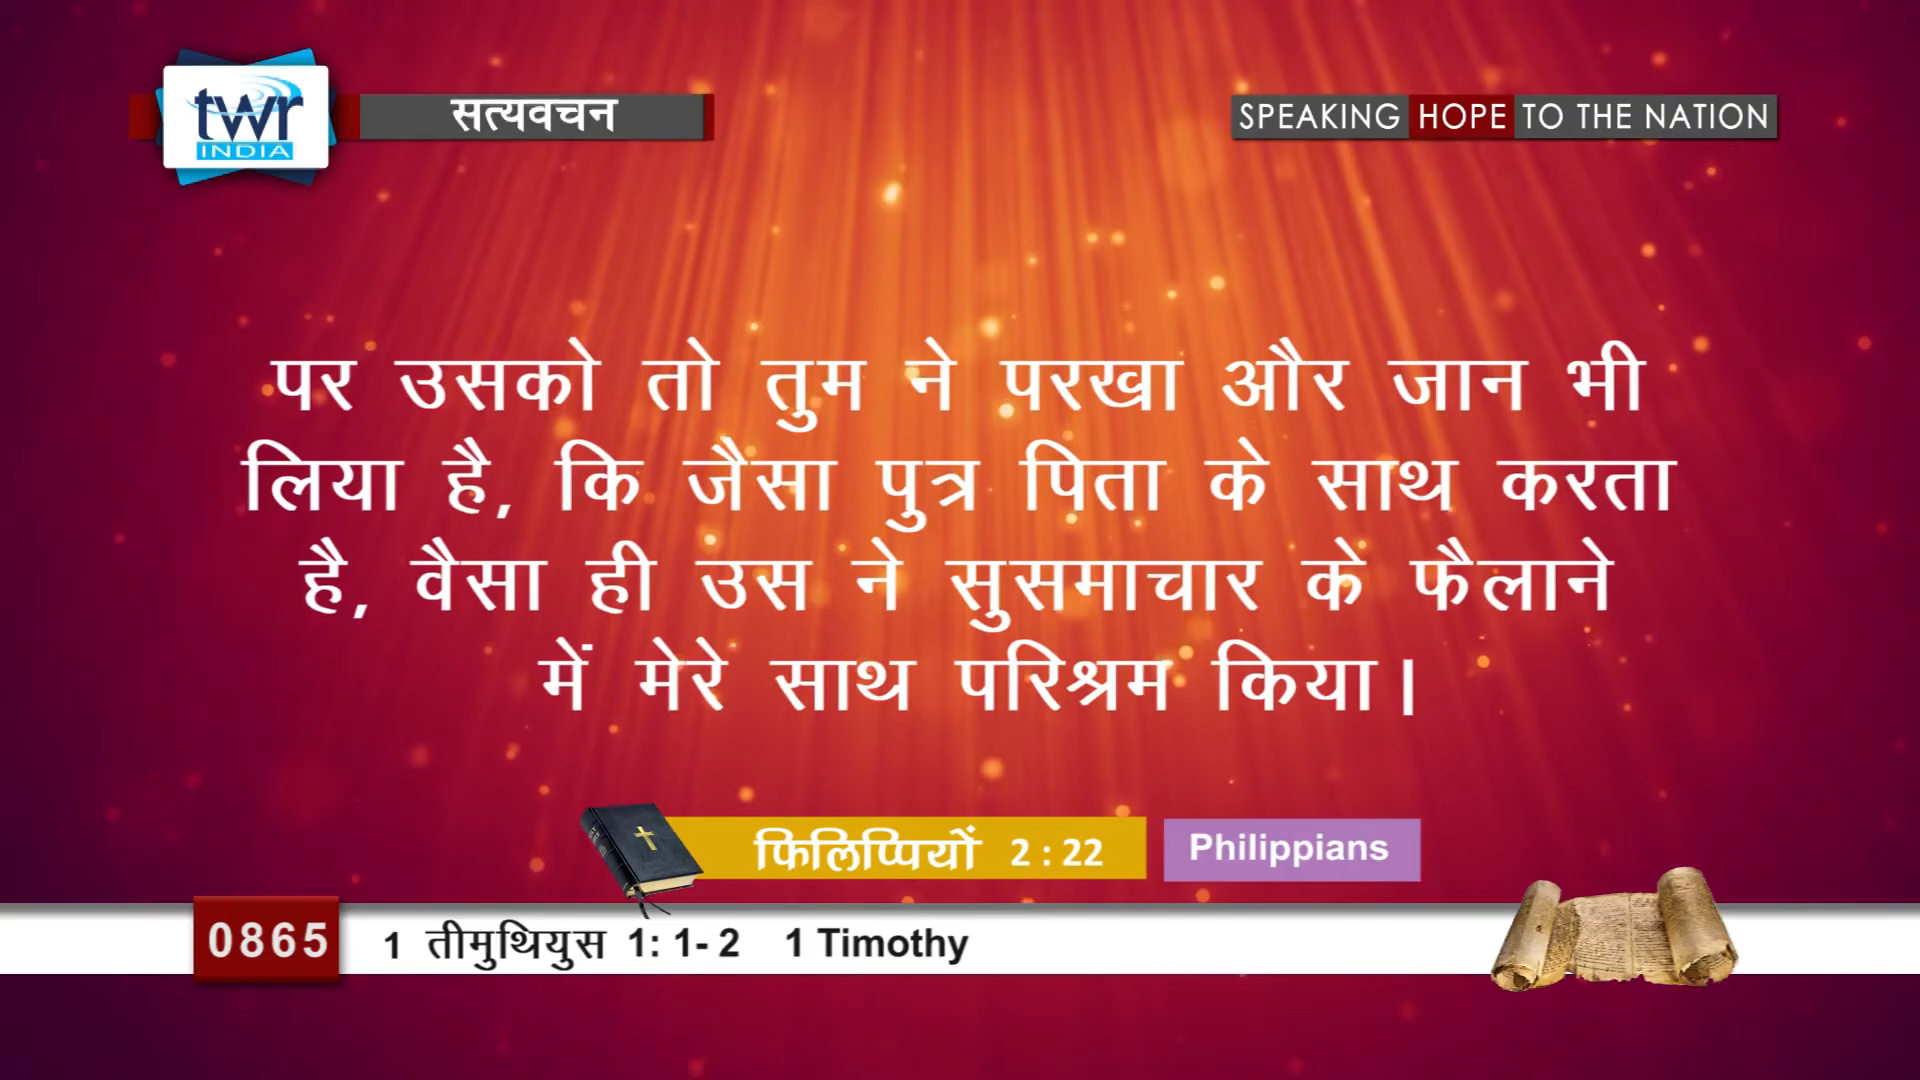 twr
INDIA
सत्यवचन
SPEAKING HOPE TO THE NATION
पर उसको तो तुम ने परखा और जान भी
लिया है, कि जैसा पुत्र पिता के साथ करता
है, वैसा ही उस ने सुसमाचार के फैलाने
में मेरे साथ परिश्रम किया।
फिलिप्पियों 2 : 22 Philippians
0865 1 तीमुथियुस 1: 1- 2 1 Timothy